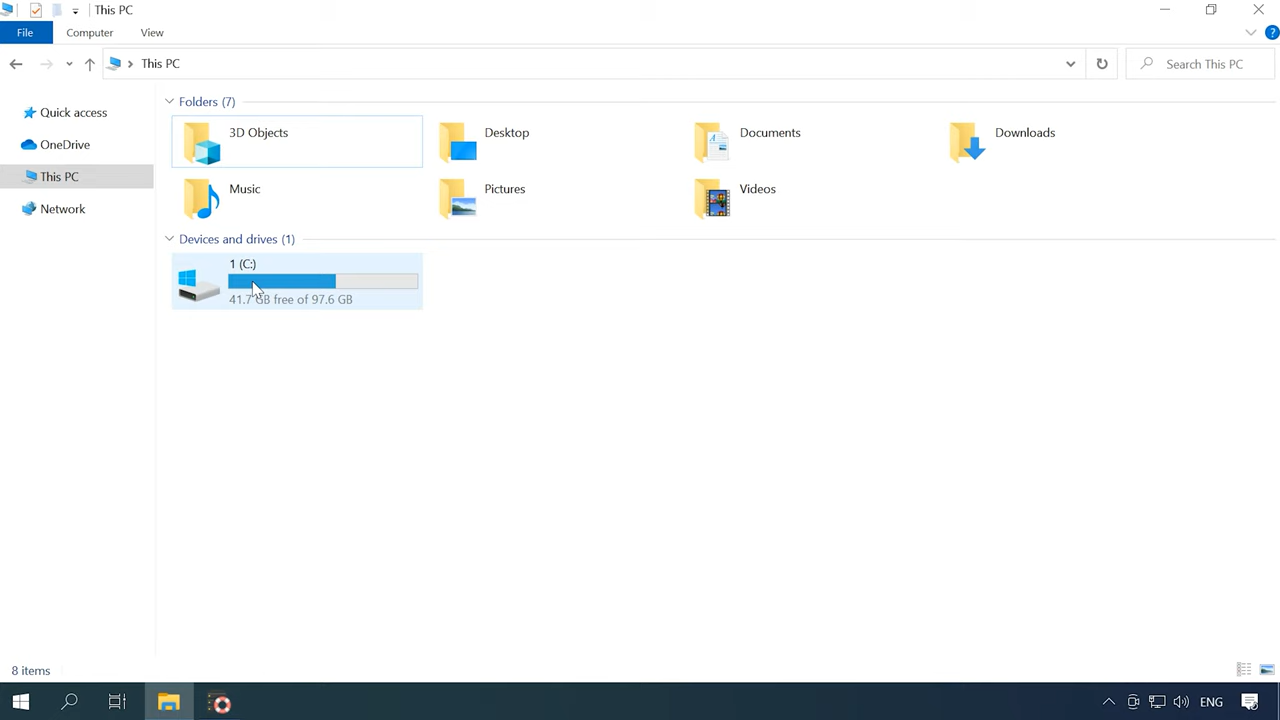 This PC
File Computer View
This PC Search This PC
Quick access
OneDrive
This PC
Network
Folders (7)
3D Objects Desktop Documents Downloads
Music Pictures Videos
Devices and drives (1)
1 (C:)
41.7 GB free of 97.6 GB
8 items
ENG